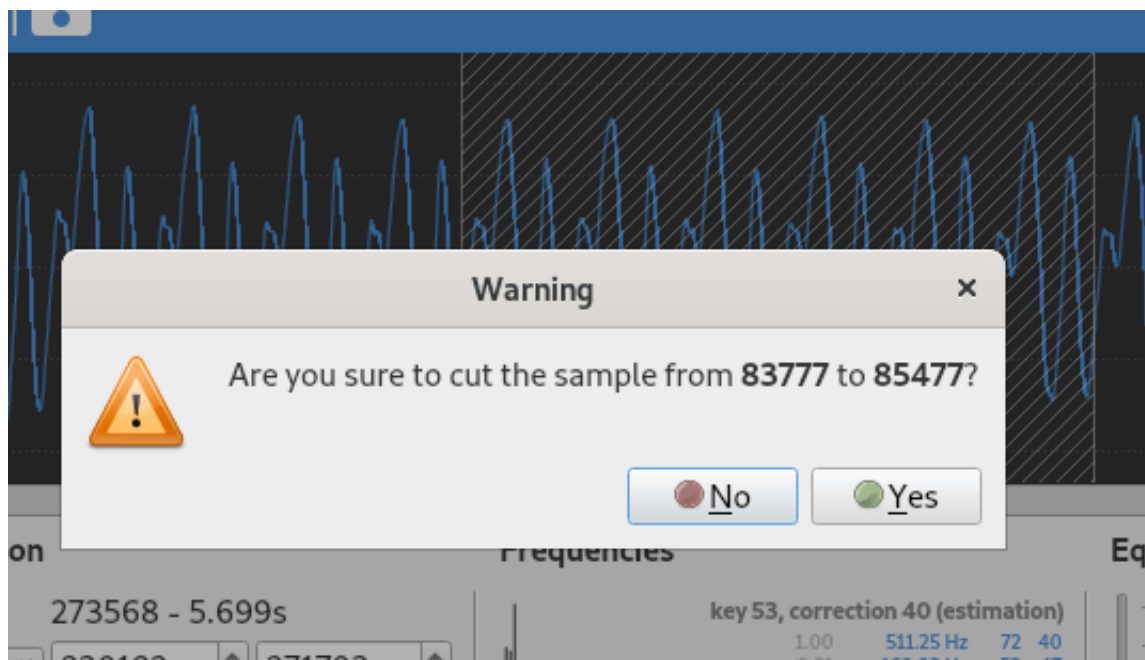 Warning
Are you sure to cut the sample from 83777 to 85477?
No
Yes
on
Frequencies
Eq
273568 - 5.699s
key 53, correction 40 (estimation)
1.00 511.25 Hz 72 40